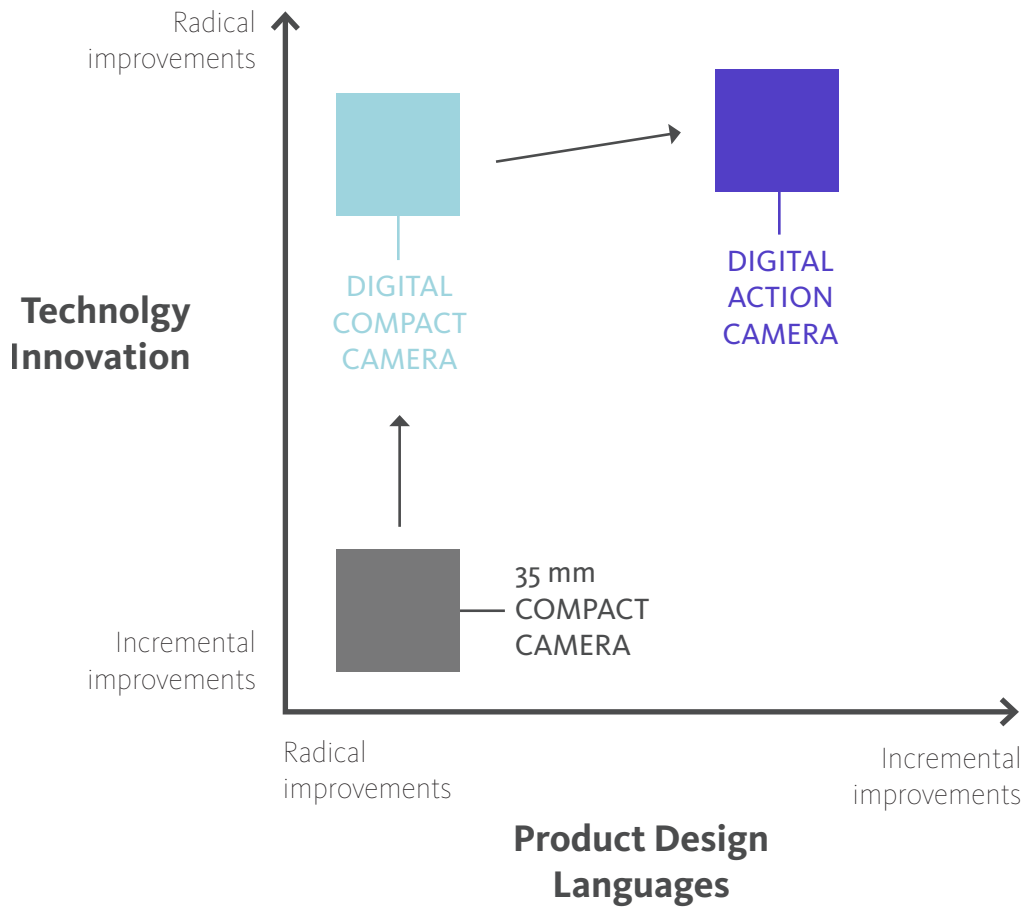 Radical
improvements
DIGITAL
COMPACT
CAMERA
DIGITAL
ACTION
CAMERA
Technolgy
Innovation
35 mm
COMPACT
CAMERA
Incremental
improvements
Radical
improvements
Incremental
improvements
Product Design
Languages